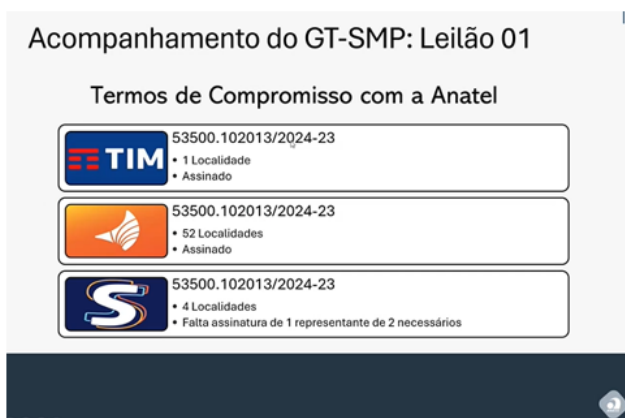 Acompanhamento do GT-SMP: Leilão 01
Termos de Compromisso com a Anatel
TIM
53500.102013/2024-23
• 1 Localidade
• Assinado
53500.102013/2024-23
• 52 Localidades
• Assinado
S
53500.102013/2024-23
• 4 Localidades
• Falta assinatura de 1 representante de 2 necessários